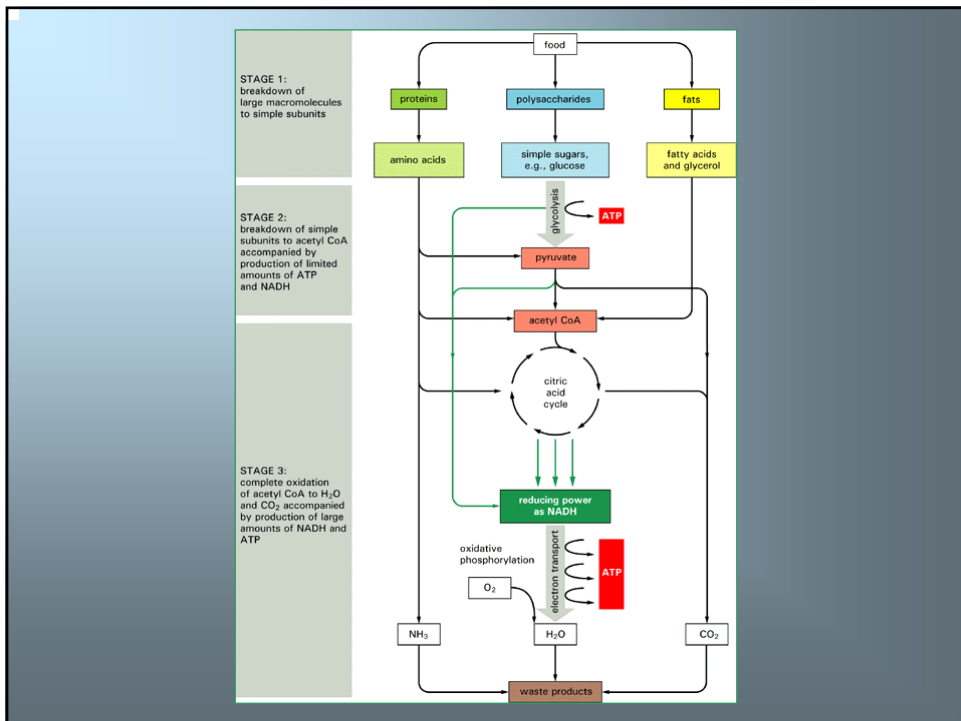 food
STAGE 1:
breakdown of
large macromolecules
to simple subunits
proteins
polysaccharides
fats
amino acids
simple sugars,
e.g., glucose
fatty acids
and glycerol
STAGE 2:
breakdown of simple
subunits to acetyl CoA
accompanied by
production of limited
amounts of ATP
and NADH
glycolysis
ATP
pyruvate
acetyl CoA
citric
acid
cycle
STAGE 3:
complete oxidation
of acetyl CoA to H₂O
and CO₂ accompanied
by production of large
amounts of NADH and
ATP
reducing power
as NADH
oxidative
phosphorylation
electron transport
ATP
O₂
NH₃
H₂O
CO₂
waste products